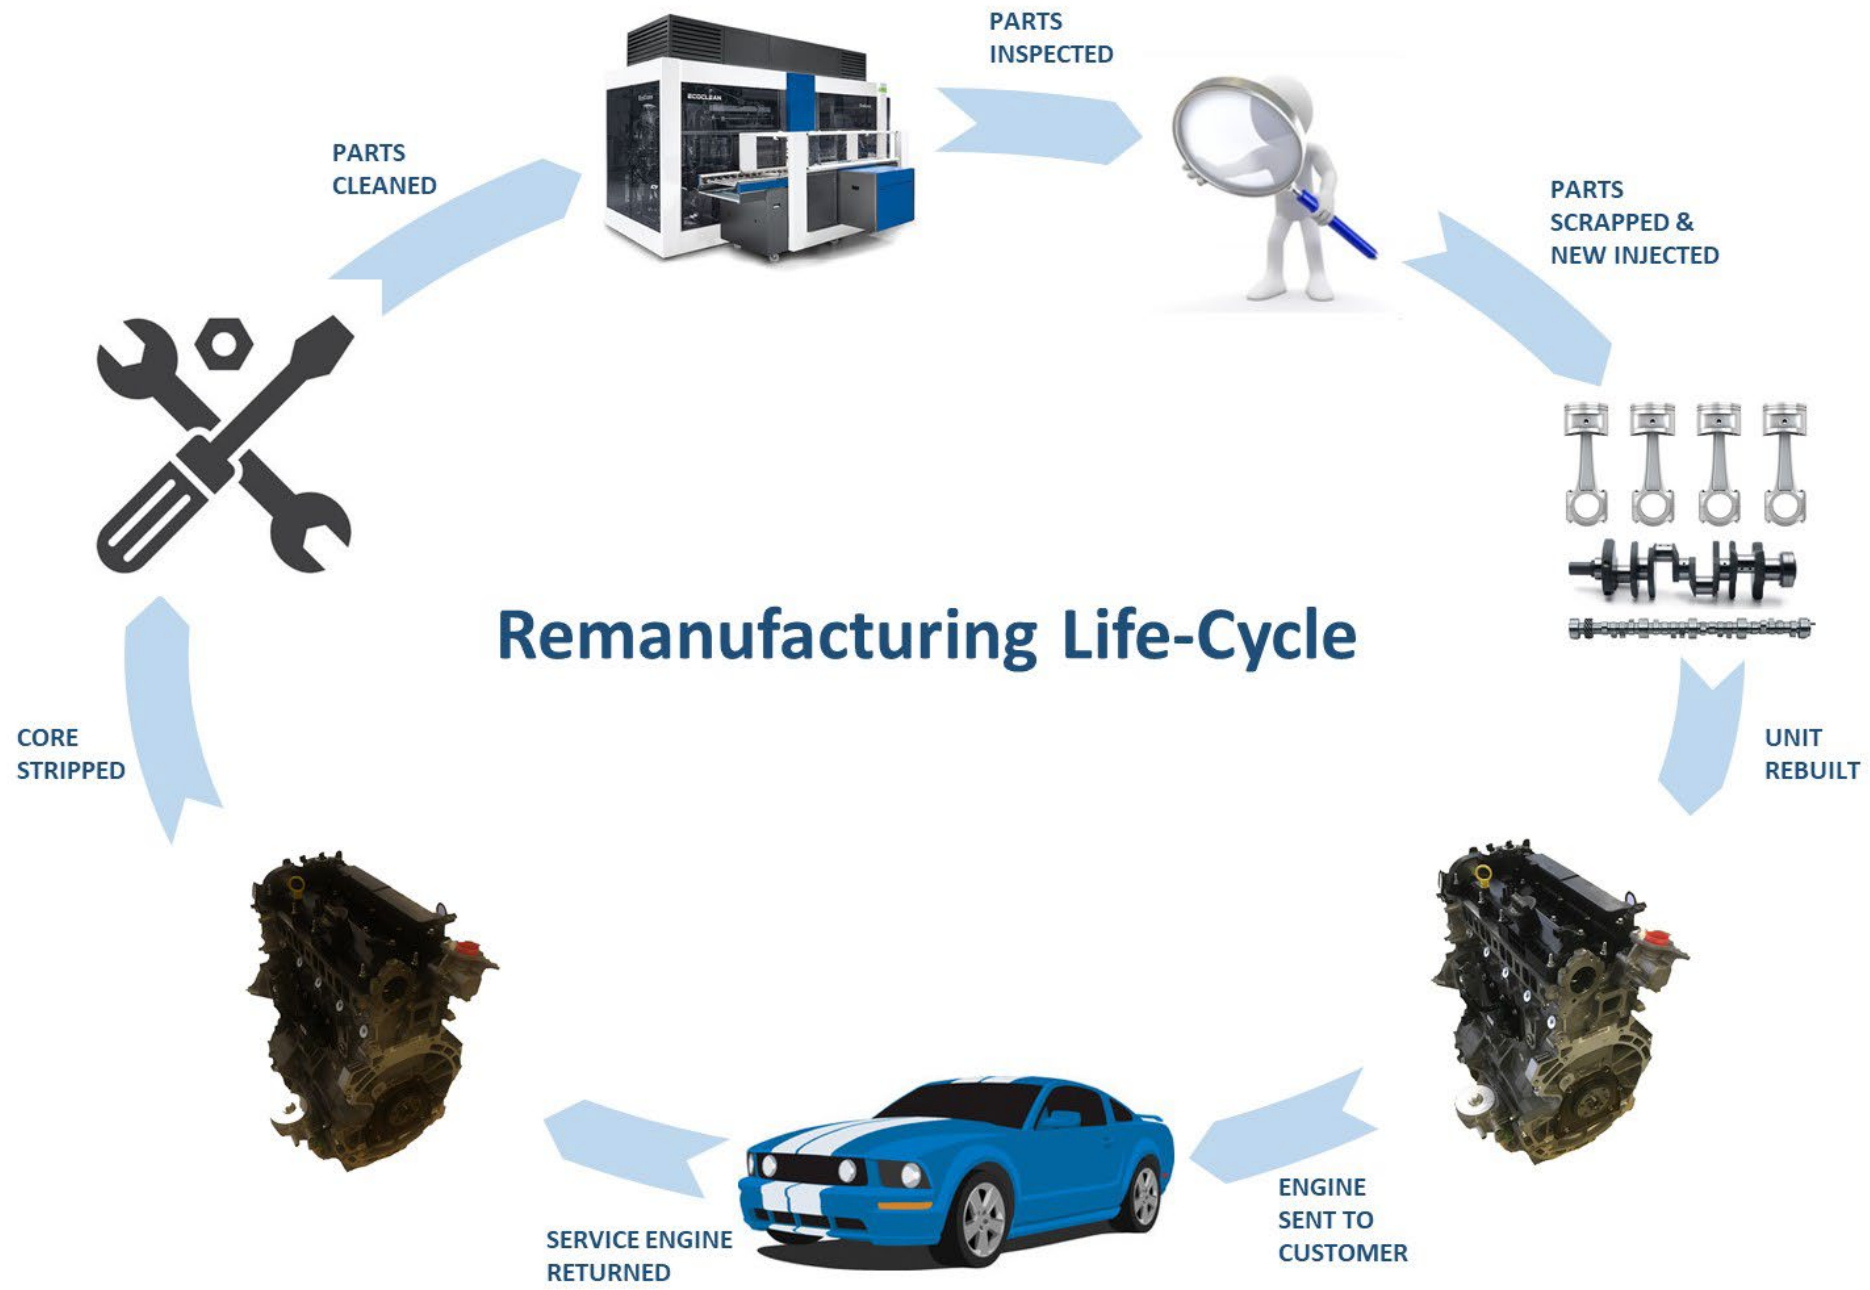 PARTS
INSPECTED
ECOCLEAN
PARTS
CLEANED
PARTS
SCRAPPED &
NEW INJECTED
Remanufacturing Life-Cycle
CORE
STRIPPED
UNIT
REBUILT
ENGINE
SENT TO
CUSTOMER
SERVICE ENGINE
RETURNED